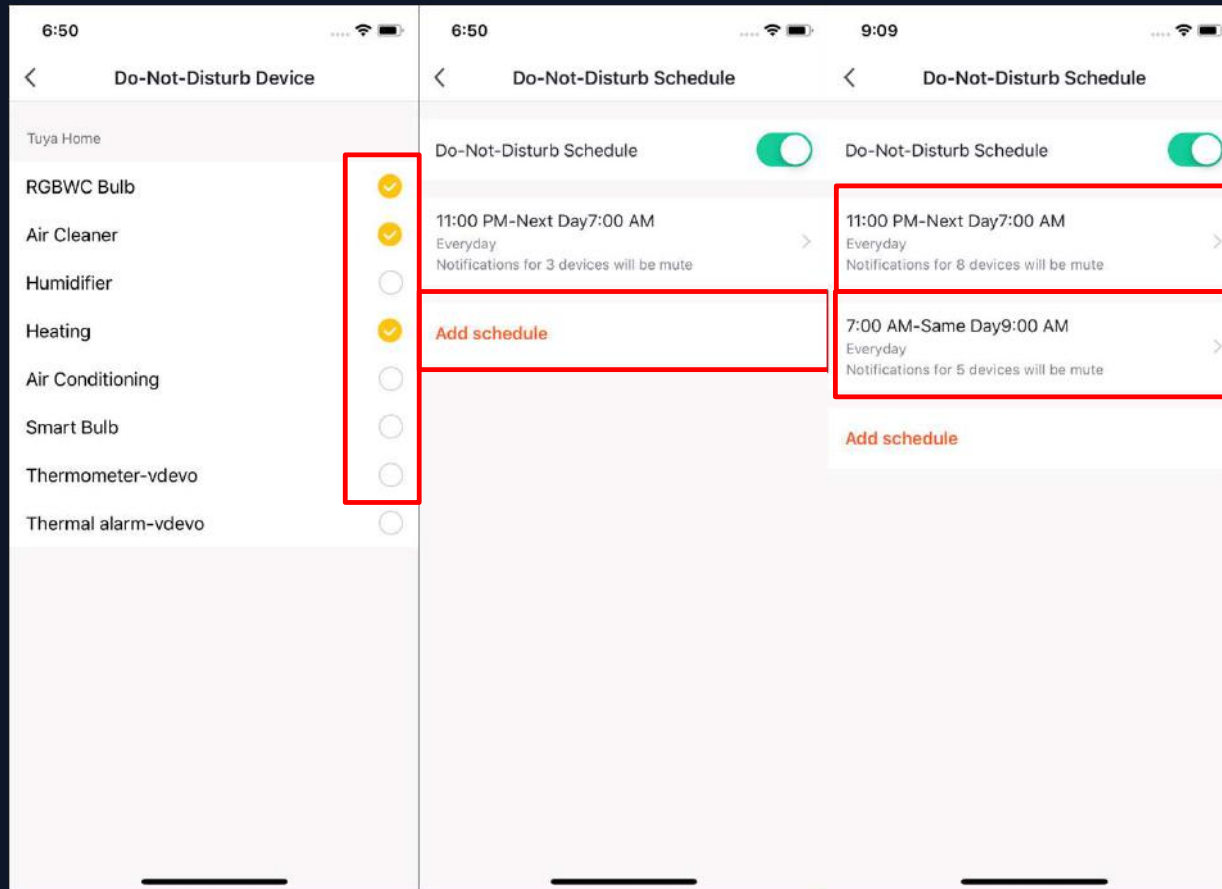 6:50
Do-Not-Disturb Device
Tuya Home
RGBWC Bulb
Air Cleaner
Humidifier
Heating
Air Conditioning
Smart Bulb
Thermometer-vdevo
Thermal alarm-vdevo
6:50
Do-Not-Disturb Schedule
Do-Not-Disturb Schedule
11:00 PM-Next Day7:00 AM
Everyday
Notifications for 3 devices will be mute
Add schedule
9:09
Do-Not-Disturb Schedule
Do-Not-Disturb Schedule
11:00 PM-Next Day7:00 AM
Everyday
Notifications for 8 devices will be mute
7:00 AM-Same Day9:00 AM
Everyday
Notifications for 5 devices will be mute
Add schedule